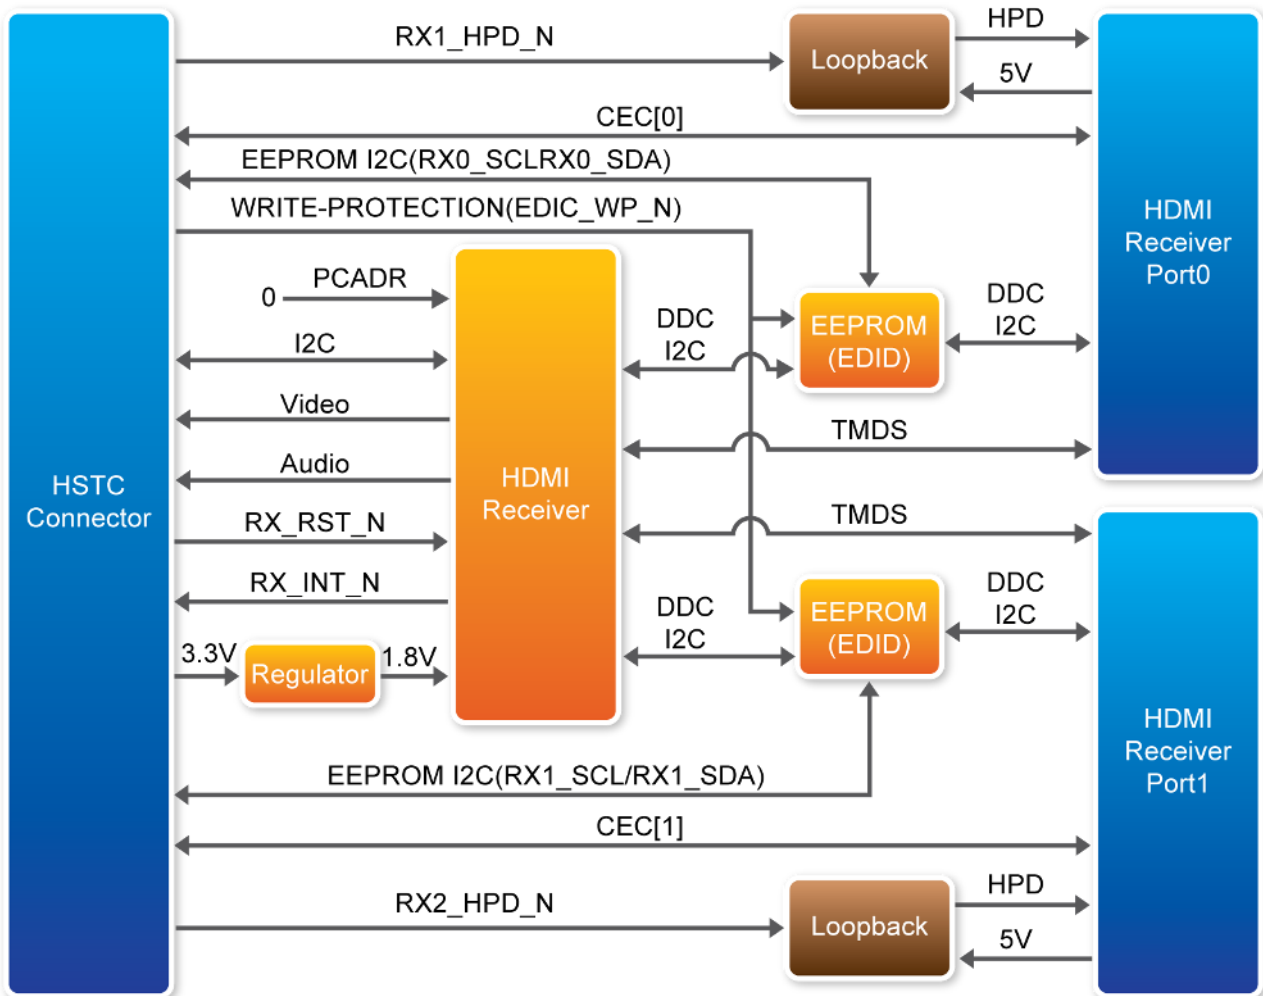 HPD
RX1_HPD_N
Loopback
5V
CEC[0]
EEPROM I2C(RX0_SCLRX0_SDA)
WRITE-PROTECTION(EDIC_WP_N)
HDMI
Receiver
Port0
PCADR
0
DDC
I2C
EEPROM
(EDID)
DDC
I2C
I2C
Video
TMDS
Audio
HSTC
Connector
HDMI
Receiver
RX_RST_N
TMDS
RX_INT_N
DDC
I2C
EEPROM
(EDID)
DDC
I2C
3.3V
Regulator
1.8V
HDMI
Receiver
Port1
EEPROM I2C(RX1_SCL/RX1_SDA)
CEC[1]
RX2_HPD_N
Loopback
HPD
5V